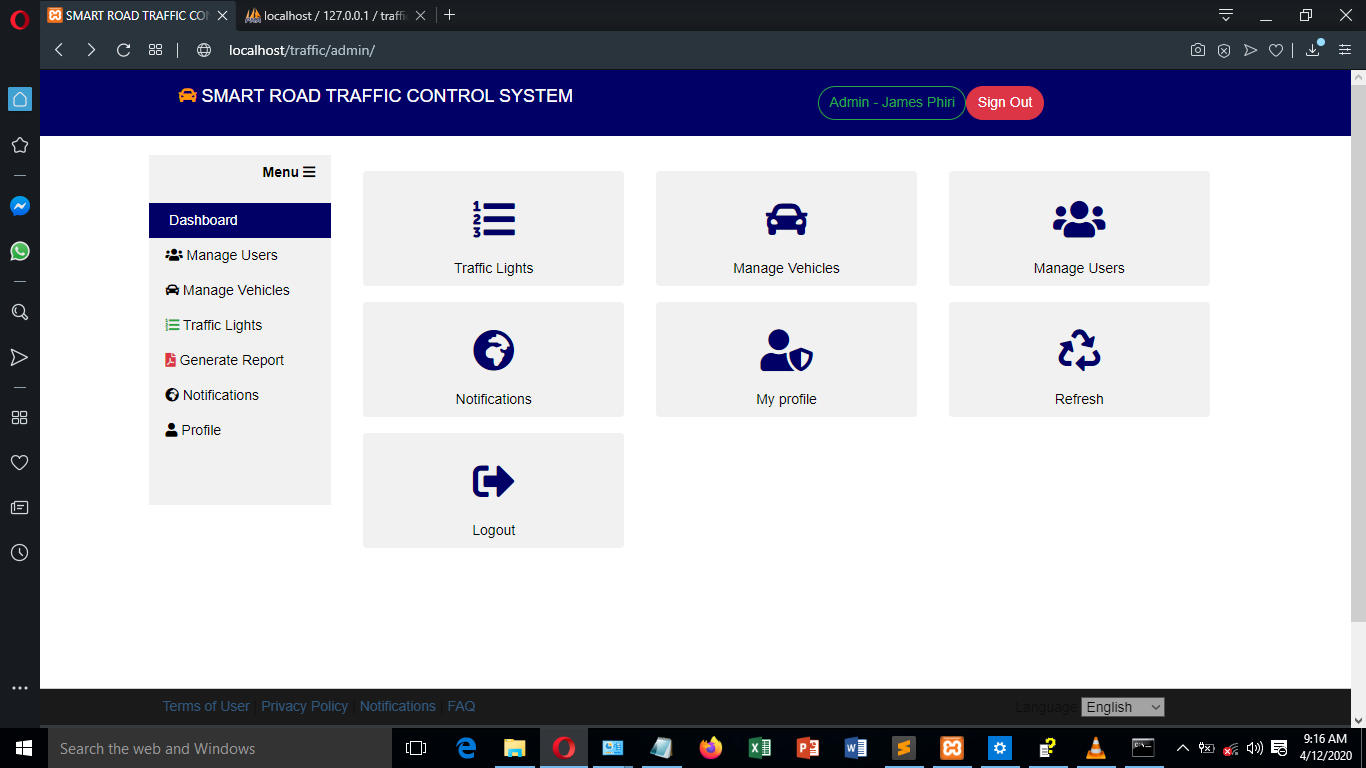 SMART ROAD TRAFFIC CO
localhost / 127.0.0.1 / traffi
localhost/traffic/admin/
SMART ROAD TRAFFIC CONTROL SYSTEM
Admin - James Phiri
Sign Out
Menu
Dashboard
Manage Users
Manage Vehicles
Traffic Lights
Generate Report
Notifications
Profile
1
2
3
Traffic Lights
Manage Vehicles
Manage Users
Notifications
My profile
Refresh
Logout
Terms of User | Privacy Policy | Notifications | FAQ
Language English
Search the web and Windows
9:16 AM
4/12/2020